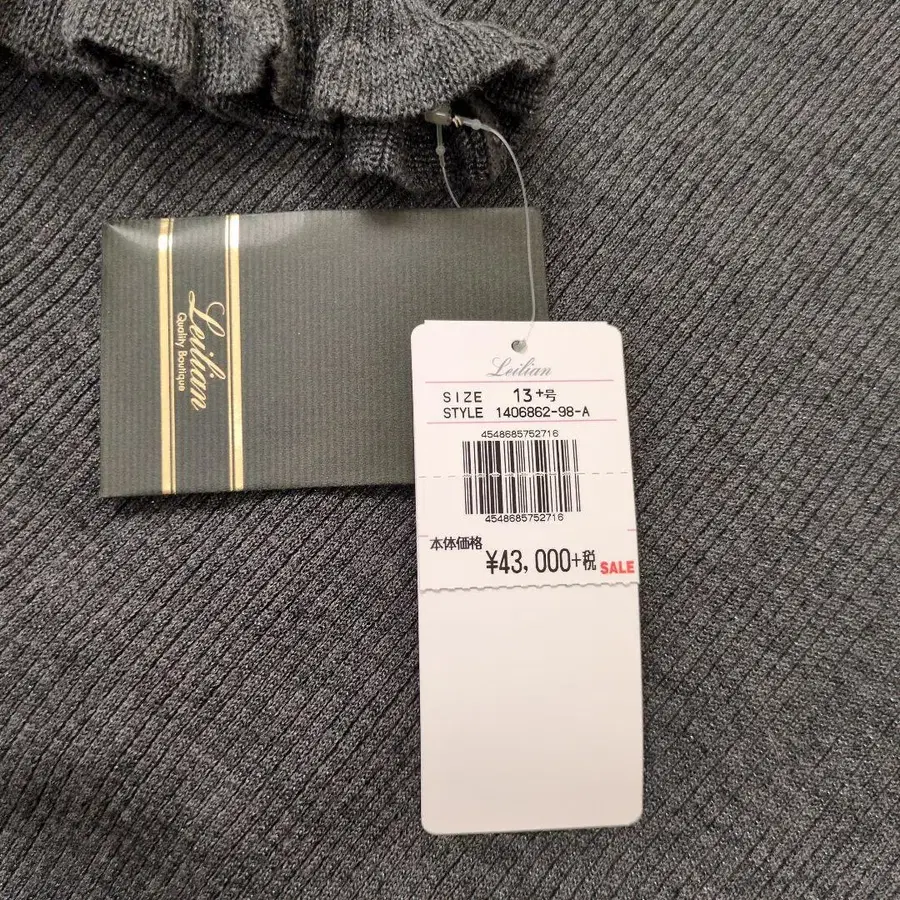 Leilian
Quality Boutique
Leilian
SIZE 13+号
STYLE 1406862-98-A
4548685752716
4548685752716
本体価格
¥43,000+税 SALE